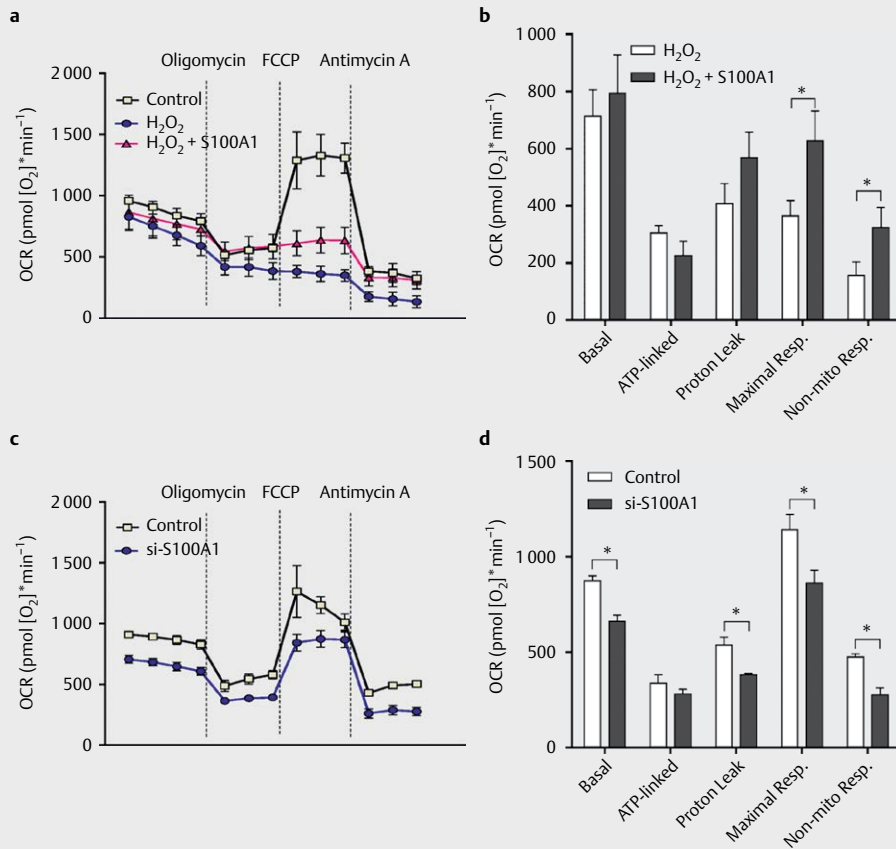 a
Oligomycin FCCP Antimycin A
OCR (pmol [O₂]*min⁻¹)
2 000
1 500
1 000
500
0
Control
H₂O₂
H₂O₂ + S100A1
b
OCR (pmol [O₂]*min⁻¹)
1 000
800
600
400
200
0
H₂O₂
H₂O₂ + S100A1
*
*
Basal
ATP-linked
Proton Leak
Maximal Resp.
Non-mito Resp.
c
Oligomycin FCCP Antimycin A
OCR (pmol [O₂]*min⁻¹)
2 000
1 500
1 000
500
0
Control
si-S100A1
d
OCR (pmol [O₂]*min⁻¹)
1 500
1 000
500
0
Control
si-S100A1
*
*
*
*
Basal
ATP-linked
Proton Leak
Maximal Resp.
Non-mito Resp.